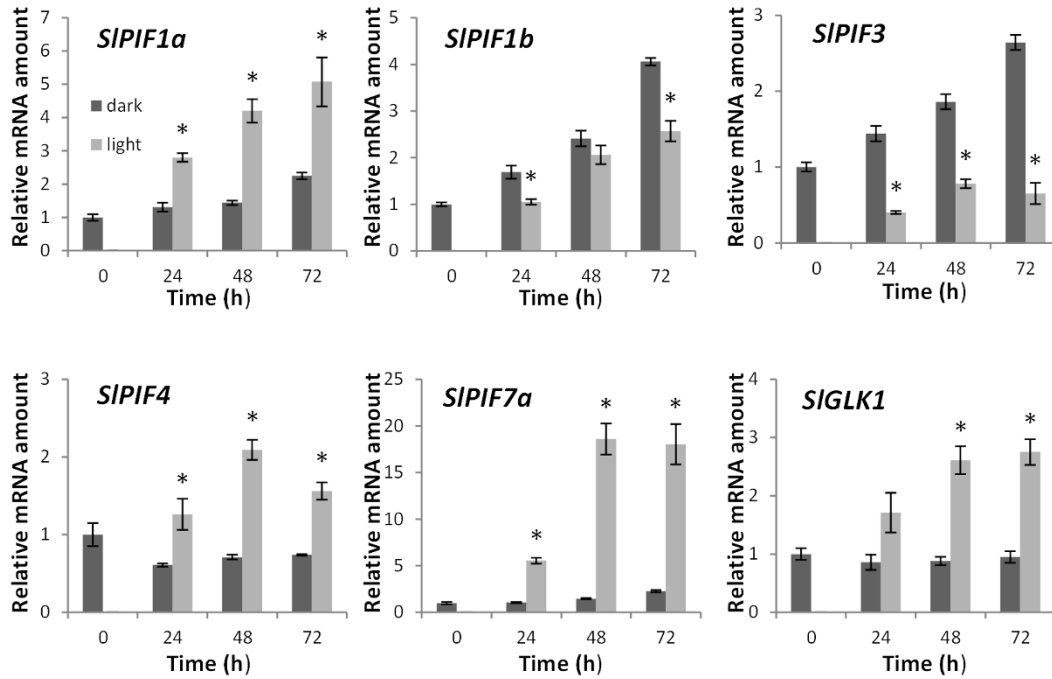 SlPIF1a
Relative mRNA amount
7
6
5
4
3
2
1
0
dark
light
*
*
*
0 24 48 72
Time (h)
SlPIF1b
Relative mRNA amount
5
4
3
2
1
0
*
*
0 24 48 72
Time (h)
SlPIF3
Relative mRNA amount
3
2
1
0
*
*
*
0 24 48 72
Time (h)
SlPIF4
Relative mRNA amount
3
2
1
0
*
*
*
0 24 48 72
Time (h)
SlPIF7a
Relative mRNA amount
25
20
15
10
5
0
*
*
*
0 24 48 72
Time (h)
SlGLK1
Relative mRNA amount
4
3
2
1
0
*
*
0 24 48 72
Time (h)